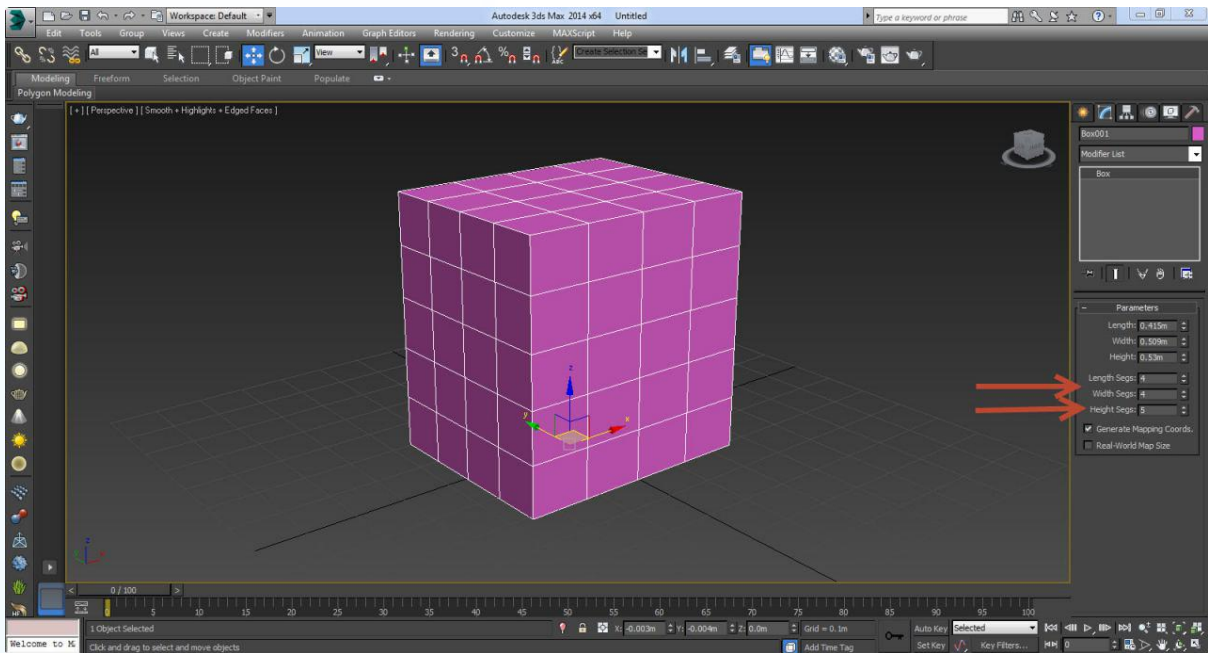 Workspace: Default
Autodesk 3ds Max 2014 x64 Untitled
Type a keyword or phrase
Edit Tools Group Views Create Modifiers Animation Graph Editors Rendering Customize MAXScript Help
All
View
3
Create Selection Se
Modeling Freeform Selection Object Paint Populate
Polygon Modeling
[ + ] [ Perspective ] [ Smooth + Highlights + Edged Faces ]
Box001
Modifier List
Box
Parameters
Length: 0.415m
Width: 0.509m
Height: 0.53m
Length Segs: 4
Width Segs: 4
Height Segs: 5
Generate Mapping Coords.
Real-World Map Size
z
y
x
z
0 / 100
0 5 10 15 20 25 30 35 40 45 50 55 60 65 70 75 80 85 90 95 100
1 Object Selected
X: -0.003m Y: -0.004m Z: 0.0m
Grid = 0.1m
Auto Key Selected
Welcome to M
Click and drag to select and move objects
Add Time Tag
Set Key Key Filters...
0